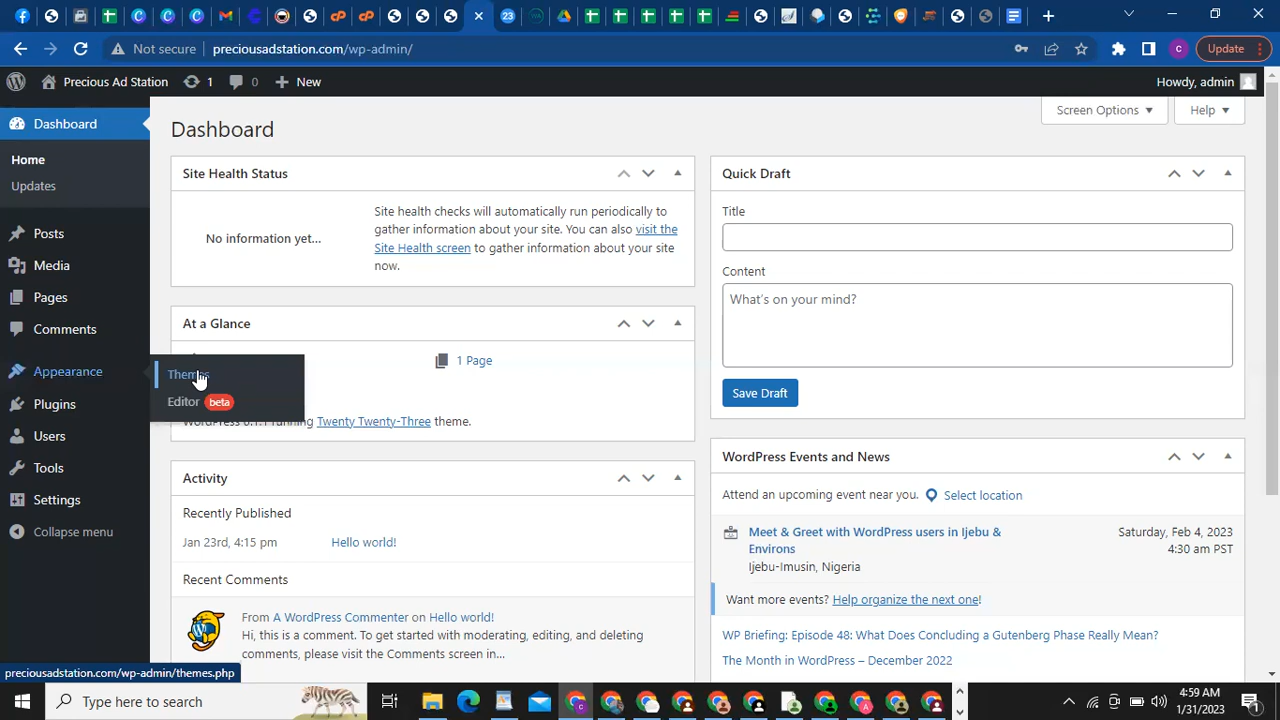 23
Not secure
preciousadstation.com/wp-admin/
c
Update
Precious Ad Station
1
0
New
Howdy, admin
Dashboard
Home
Updates
Posts
Media
Pages
Comments
Appearance
Themes
Editor beta
Plugins
Users
Tools
Settings
Collapse menu
Dashboard
Screen Options
Help
Site Health Status
No information yet...
Site health checks will automatically run periodically to
gather information about your site. You can also visit the
Site Health screen to gather information about your site
now.
At a Glance
1 Page
WordPress 6.1.1 running Twenty Twenty-Three theme.
Activity
Recently Published
Jan 23rd, 4:15 pm Hello world!
Recent Comments
From A WordPress Commenter on Hello world!
Hi, this is a comment. To get started with moderating, editing, and deleting
comments, please visit the Comments screen in...
Quick Draft
Title
Content
What's on your mind?
Save Draft
WordPress Events and News
Attend an upcoming event near you. Select location
Meet & Greet with WordPress users in Ijebu &
Environs
Ijebu-Imusin, Nigeria
Saturday, Feb 4, 2023
4:30 am PST
Want more events? Help organize the next one!
WP Briefing: Episode 48: What Does Concluding a Gutenberg Phase Really Mean?
The Month in WordPress – December 2022
preciousadstation.com/wp-admin/themes.php
Type here to search
4:59 AM
1/31/2023